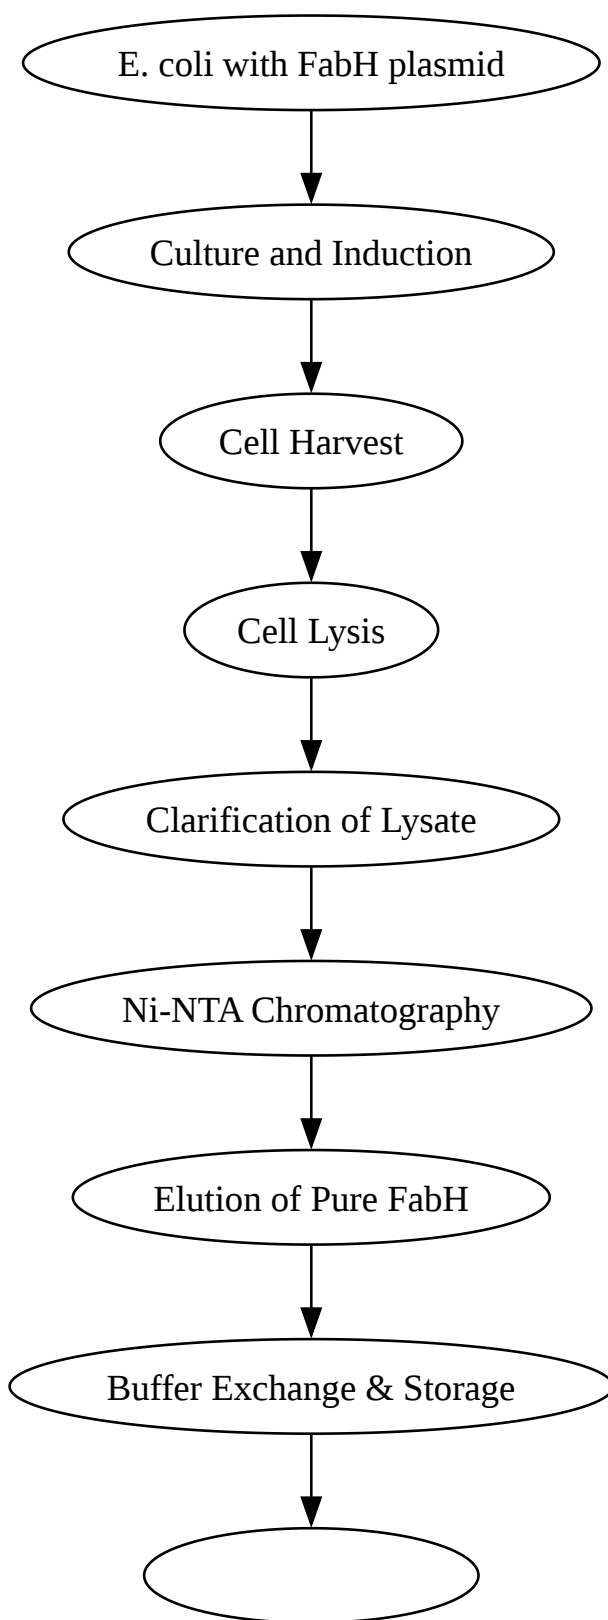 E. coli with FabH plasmid
Culture and Induction
Cell Harvest
Cell Lysis
Clarification of Lysate
Ni-NTA Chromatography
Elution of Pure FabH
Buffer Exchange & Storage